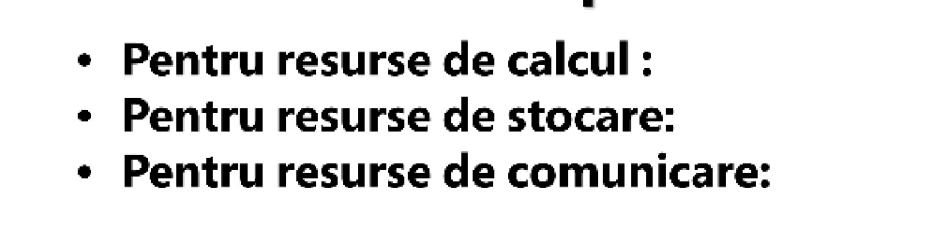 • Pentru resurse de calcul :
• Pentru resurse de stocare:
• Pentru resurse de comunicare: